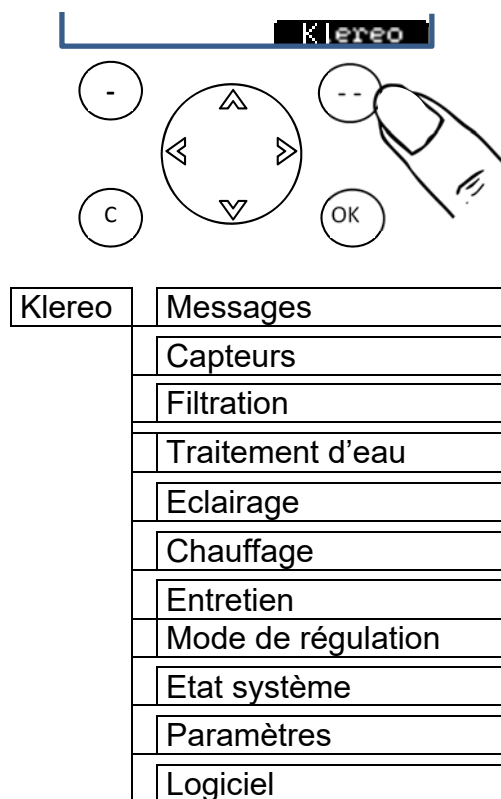 Klereo
-
--
C
OK
Klereo
Messages
Capteurs
Filtration
Traitement d'eau
Eclairage
Chauffage
Entretien
Mode de régulation
Etat système
Paramètres
Logiciel